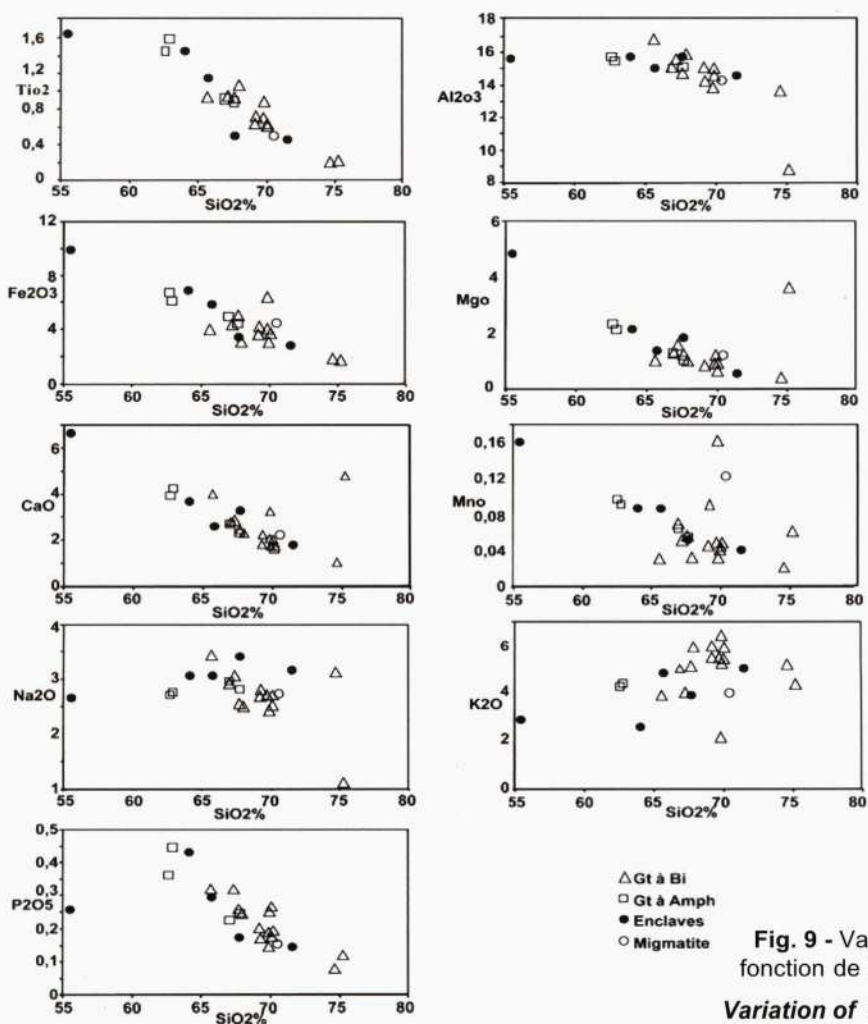 1,6
1,2
Tio2
0,8
0,4
0
55 60 65 70 75 80
SiO2%
18
16
14
Al2o3
12
10
8
55 60 65 70 75 80
SiO2%
12
Fe2O3
8
4
0
55 60 65 70 75 80
SiO2%
6
4
Mgo
2
0
55 60 65 70 75 80
SiO2%
6
4
CaO
2
0
55 60 65 70 75 80
SiO2%
0,16
0,12
Mno
0,08
0,04
0
55 60 65 70 75 80
SiO2%
4
3
Na2O
2
1
55 60 65 70 75 80
SiO2%
6
4
K2O
2
0
55 60 65 70 75 80
SiO2%
0,5
0,4
0,3
P2O5
0,2
0,1
0
55 60 65 70 75 80
SiO2%
Gt à Bi
Gt à Amph
Enclaves
Migmatite
Fig. 9 - Va
fonction de
Variation of